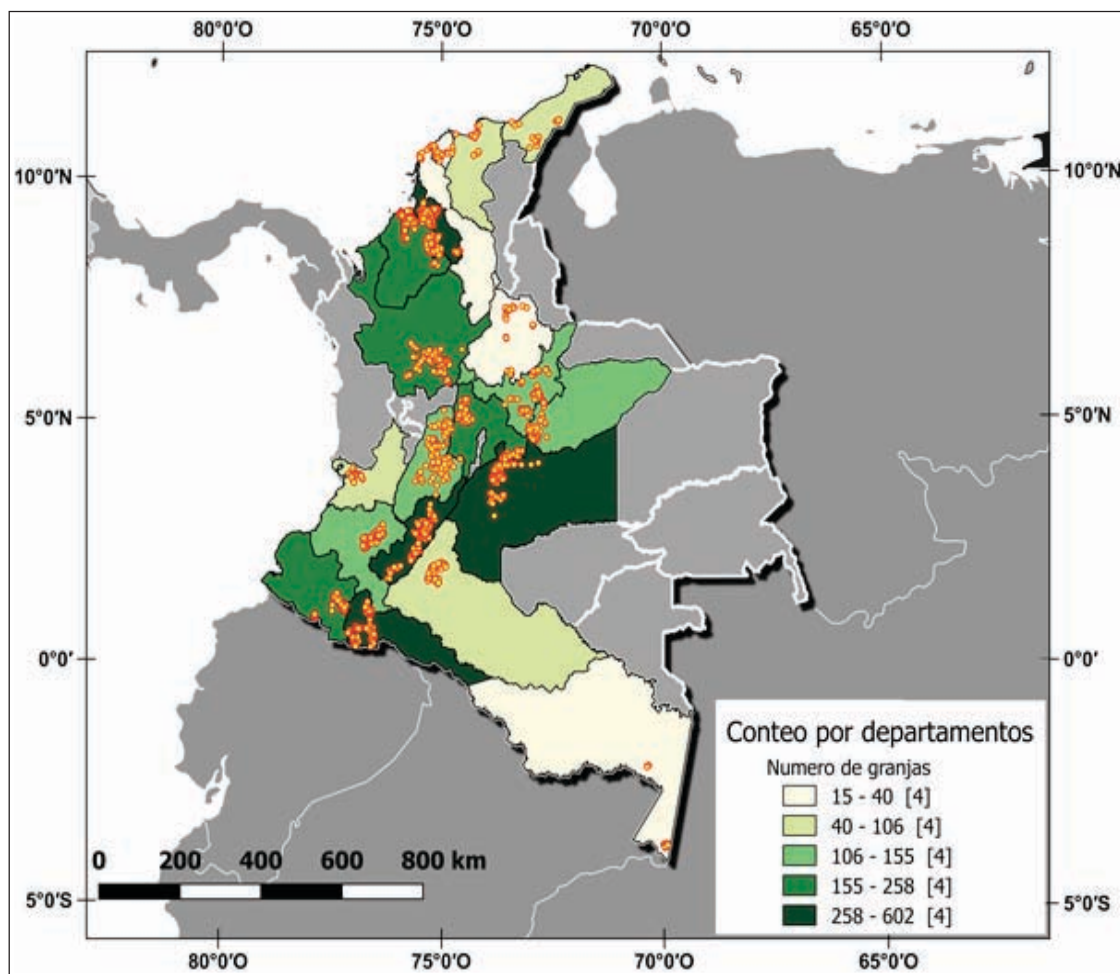 80°0'O 75°0'O 70°0'O 65°0'O
10°0'N 10°0'N
5°0'N 5°0'N
0°0' 0°0'
Conteo por departamentos
Numero de granjas
15 - 40 [4]
40 - 106 [4]
106 - 155 [4]
155 - 258 [4]
258 - 602 [4]
0 200 400 600 800 km
5°0'S 5°0'S
80°0'O 75°0'O 70°0'O 65°0'O